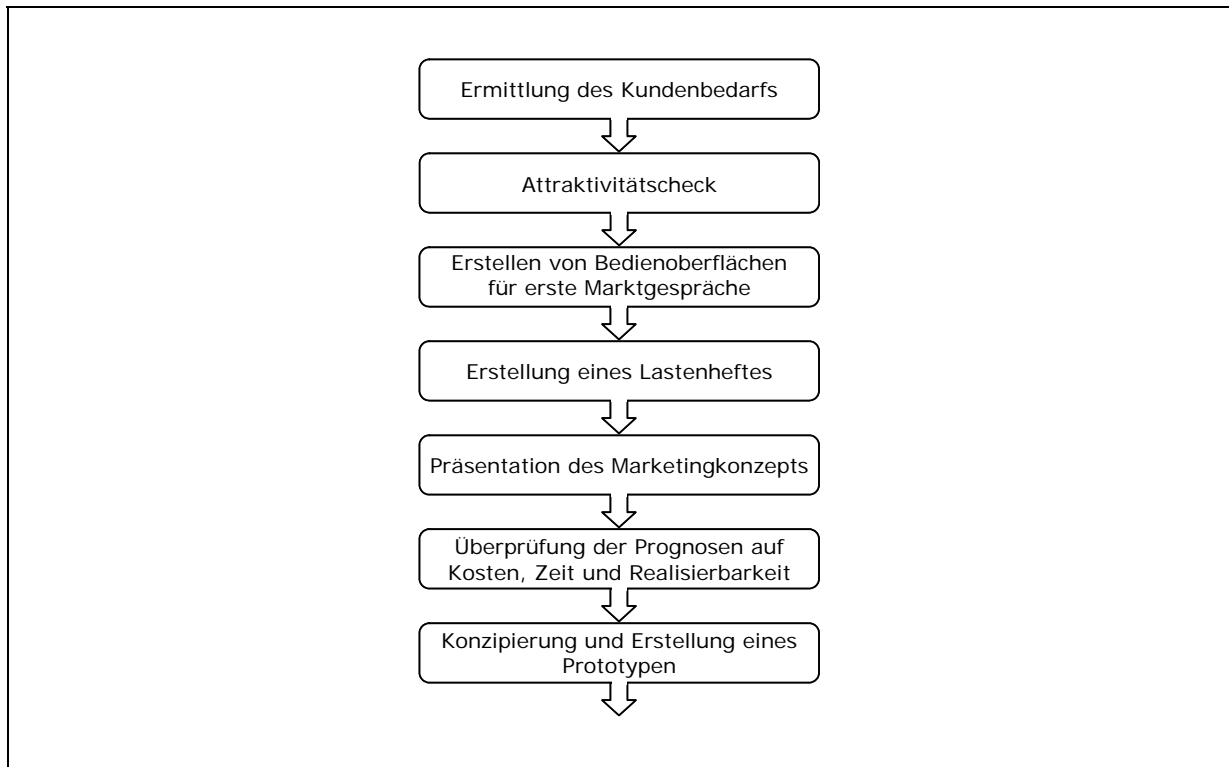 Ermittlung des Kundenbedarfs
Attraktivitätscheck
Erstellen von Bedienoberflächen
für erste Marktgespräche
Erstellung eines Lastenheftes
Präsentation des Marketingkonzepts
Überprüfung der Prognosen auf
Kosten, Zeit und Realisierbarkeit
Konzipierung und Erstellung eines
Prototypen